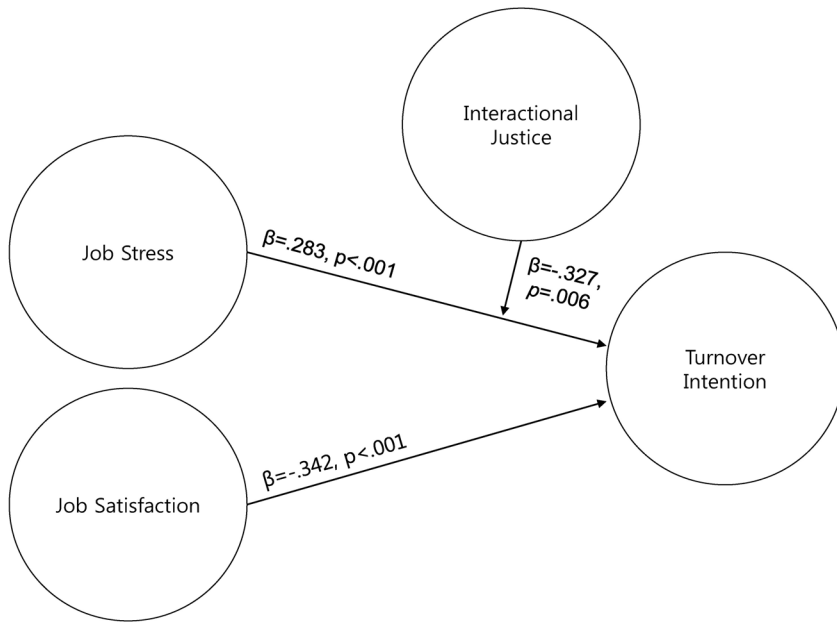 Interactional
Justice
Job Stress
β=.283, p<.001
β=-.327,
p=.006
Turnover
Intention
β=-.342, p<.001
Job Satisfaction